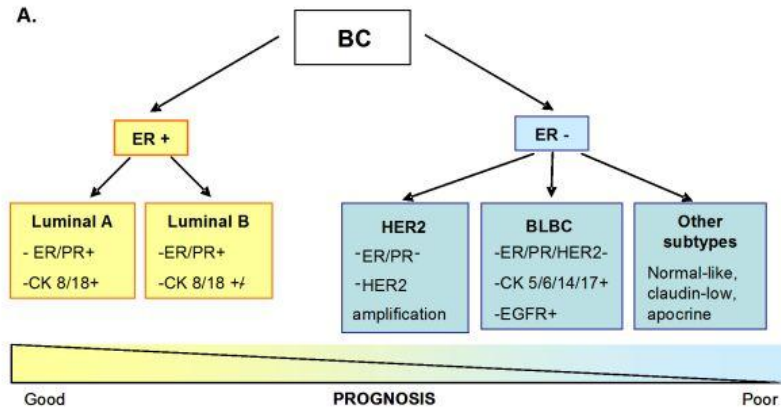 A.
BC
ER +
ER -
Luminal A
- ER/PR+
-CK 8/18+
Luminal B
-ER/PR+
-CK 8/18 +/-
HER2
-ER/PR-
-HER2
amplification
BLBC
-ER/PR/HER2-
-CK 5/6/14/17+
-EGFR+
Other
subtypes
Normal-like,
claudin-low,
apocrine
Good
PROGNOSIS
Poor